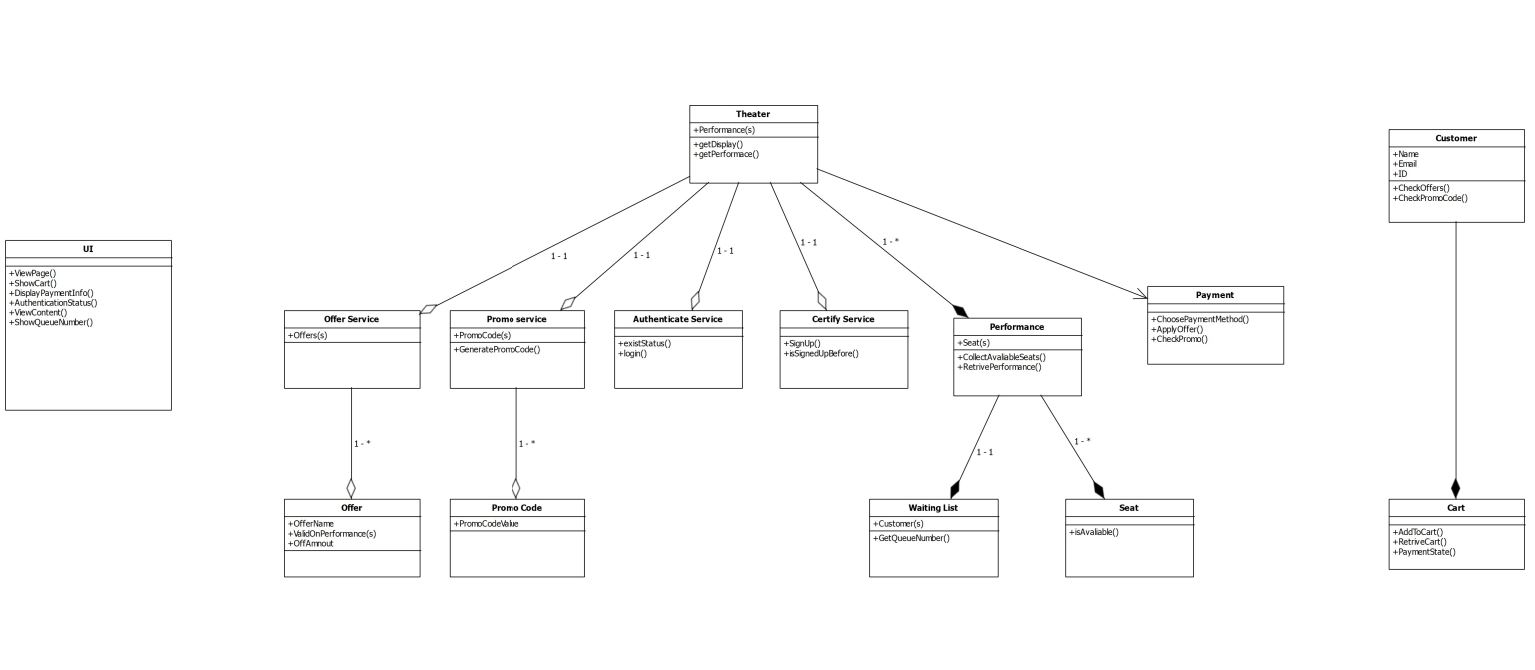 Theater
+Performance(s)
+getDisplay()
+getPerformace()
Customer
+Name
+Email
+ID
+CheckOffers()
+CheckPromoCode()
UI
+ViewPage()
+ShowCart()
+DisplayPaymentInfo()
+AuthenticationStatus()
+ViewContent()
+ShowQueueNumber()
1 - 1
1 - 1
1 - 1
1 - 1
1 - *
Offer Service
+Offers(s)
Promo service
+PromoCode(s)
+GeneratePromoCode()
Authenticate Service
+existStatus()
+login()
Certify Service
+SignUp()
+isSignedUpBefore()
Performance
+Seat(s)
+CollectAvaliableSeats()
+RetrivePerformance()
Payment
+ChoosePaymentMethod()
+ApplyOffer()
+CheckPromo()
1 - *
1 - *
1 - 1
1 - *
Offer
+OfferName
+ValidOnPerformance(s)
+OffAmnout
Promo Code
+PromoCodeValue
Waiting List
+Customer(s)
+GetQueueNumber()
Seat
+isAvaliable()
Cart
+AddToCart()
+RetriveCart()
+PaymentState()